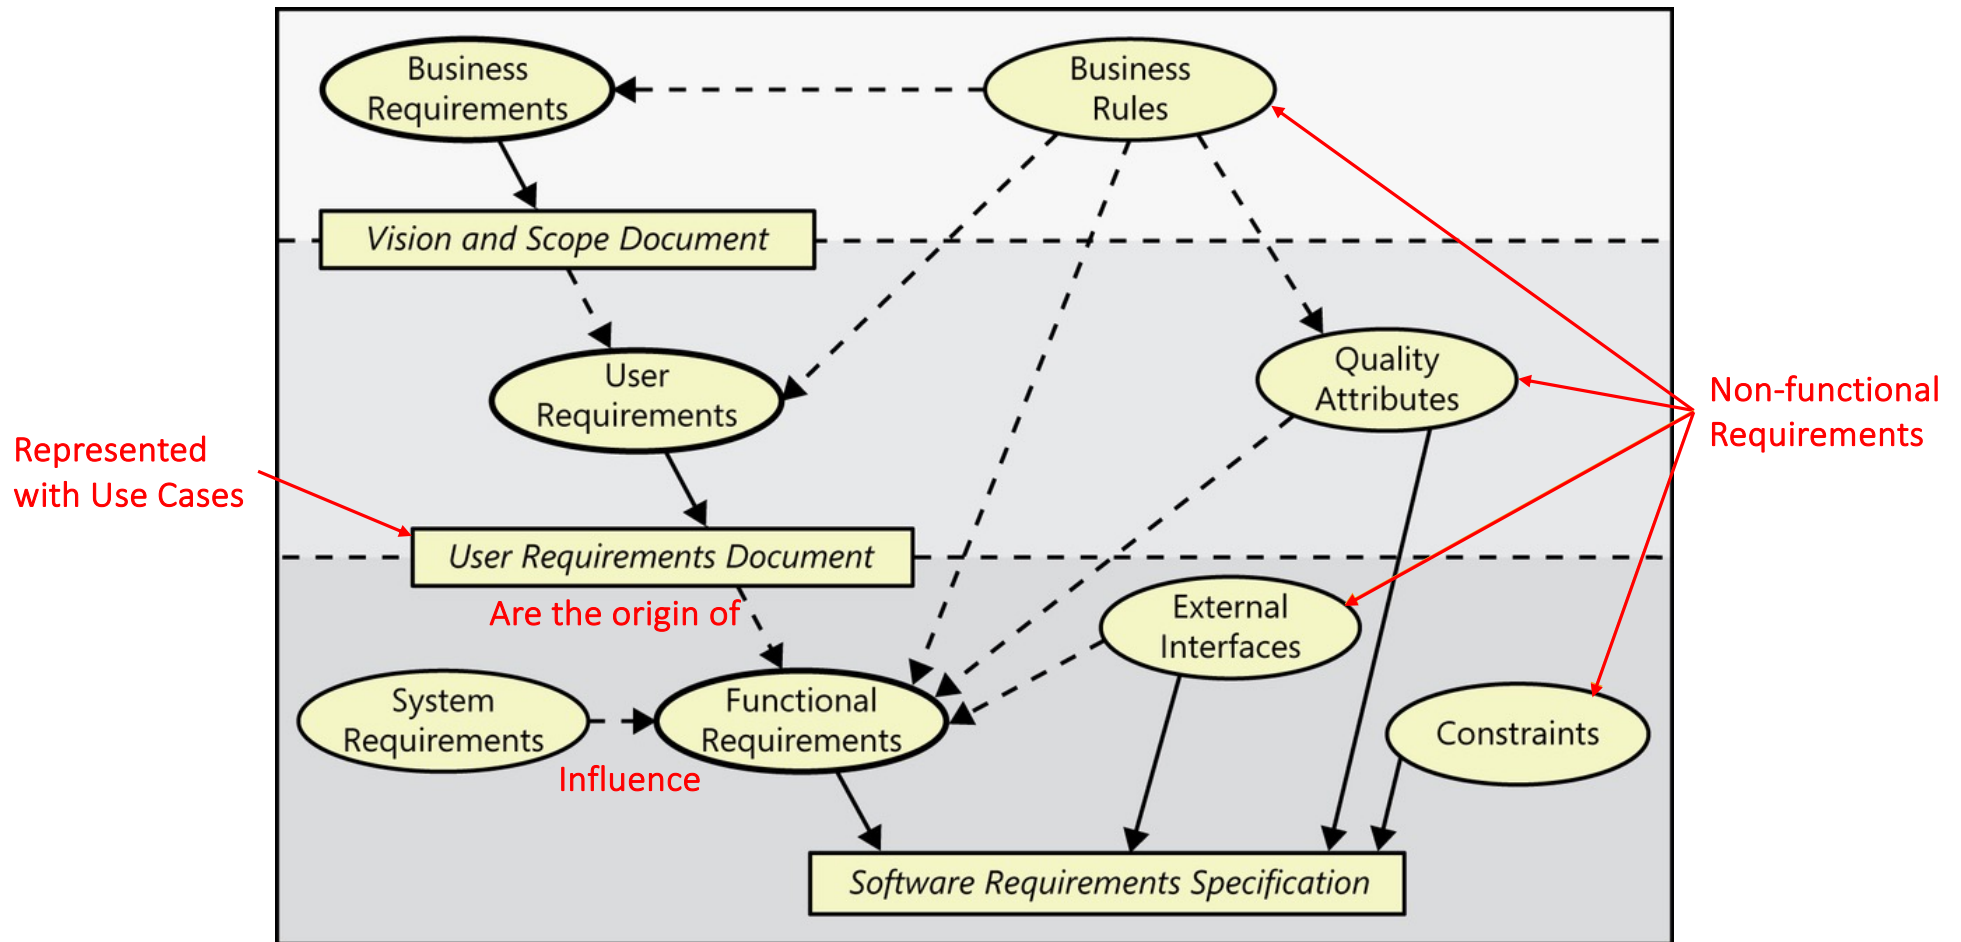 Business
Requirements
Business
Rules
Vision and Scope Document
User
Requirements
Quality
Attributes
Non-functional
Requirements
Represented
with Use Cases
User Requirements Document
Are the origin of
External
Interfaces
System
Requirements
Functional
Requirements
Constraints
Influence
Software Requirements Specification